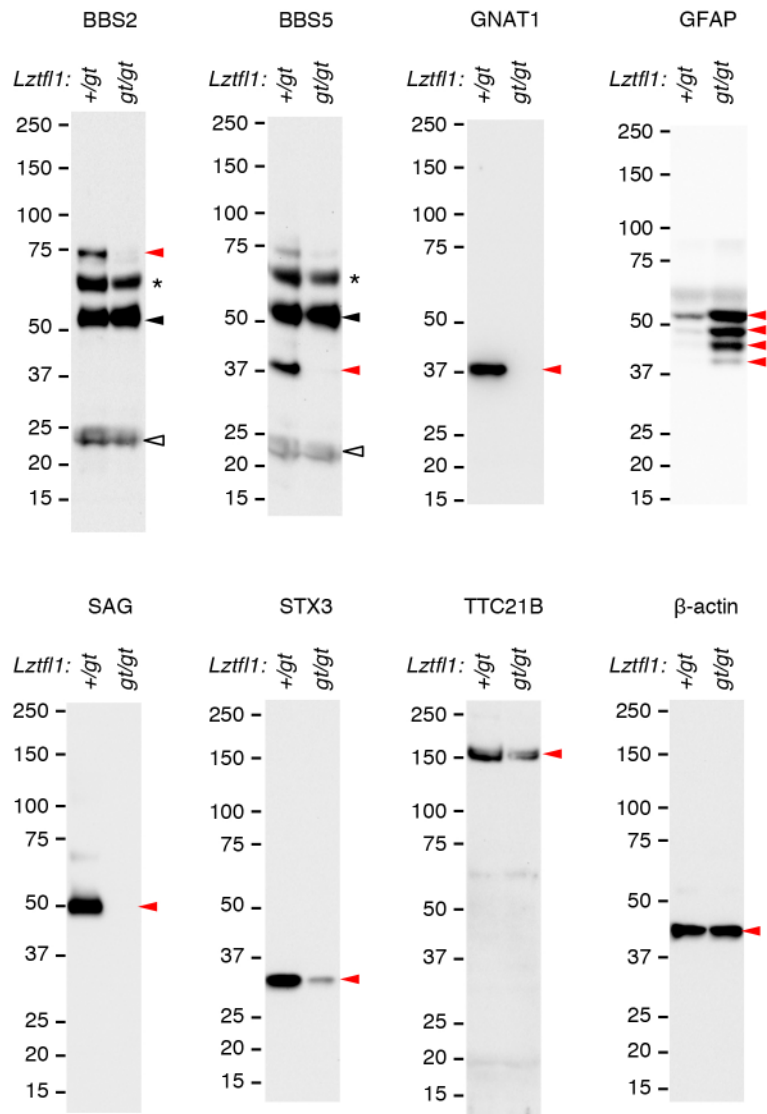 BBS2 BBS5 GNAT1 GFAP
Lztfl1: +/gt gt/gt Lztfl1: +/gt gt/gt Lztfl1: +/gt gt/gt Lztfl1: +/gt gt/gt
250 250 250 250
150 150 150 150
100 100 100 100
75 75 75 75
* *
50 50 50 50
37 37 37 37
25 25 25 25
20 20 20 20
15 15 15 15
SAG STX3 TTC21B β-actin
Lztfl1: +/gt gt/gt Lztfl1: +/gt gt/gt Lztfl1: +/gt gt/gt Lztfl1: +/gt gt/gt
250 250 250 250
150 150 150 150
100 100 100 100
75 75 75 75
50 50 50 50
37 37 37 37
25 25 25 25
20 20 20 20
15 15 15 15